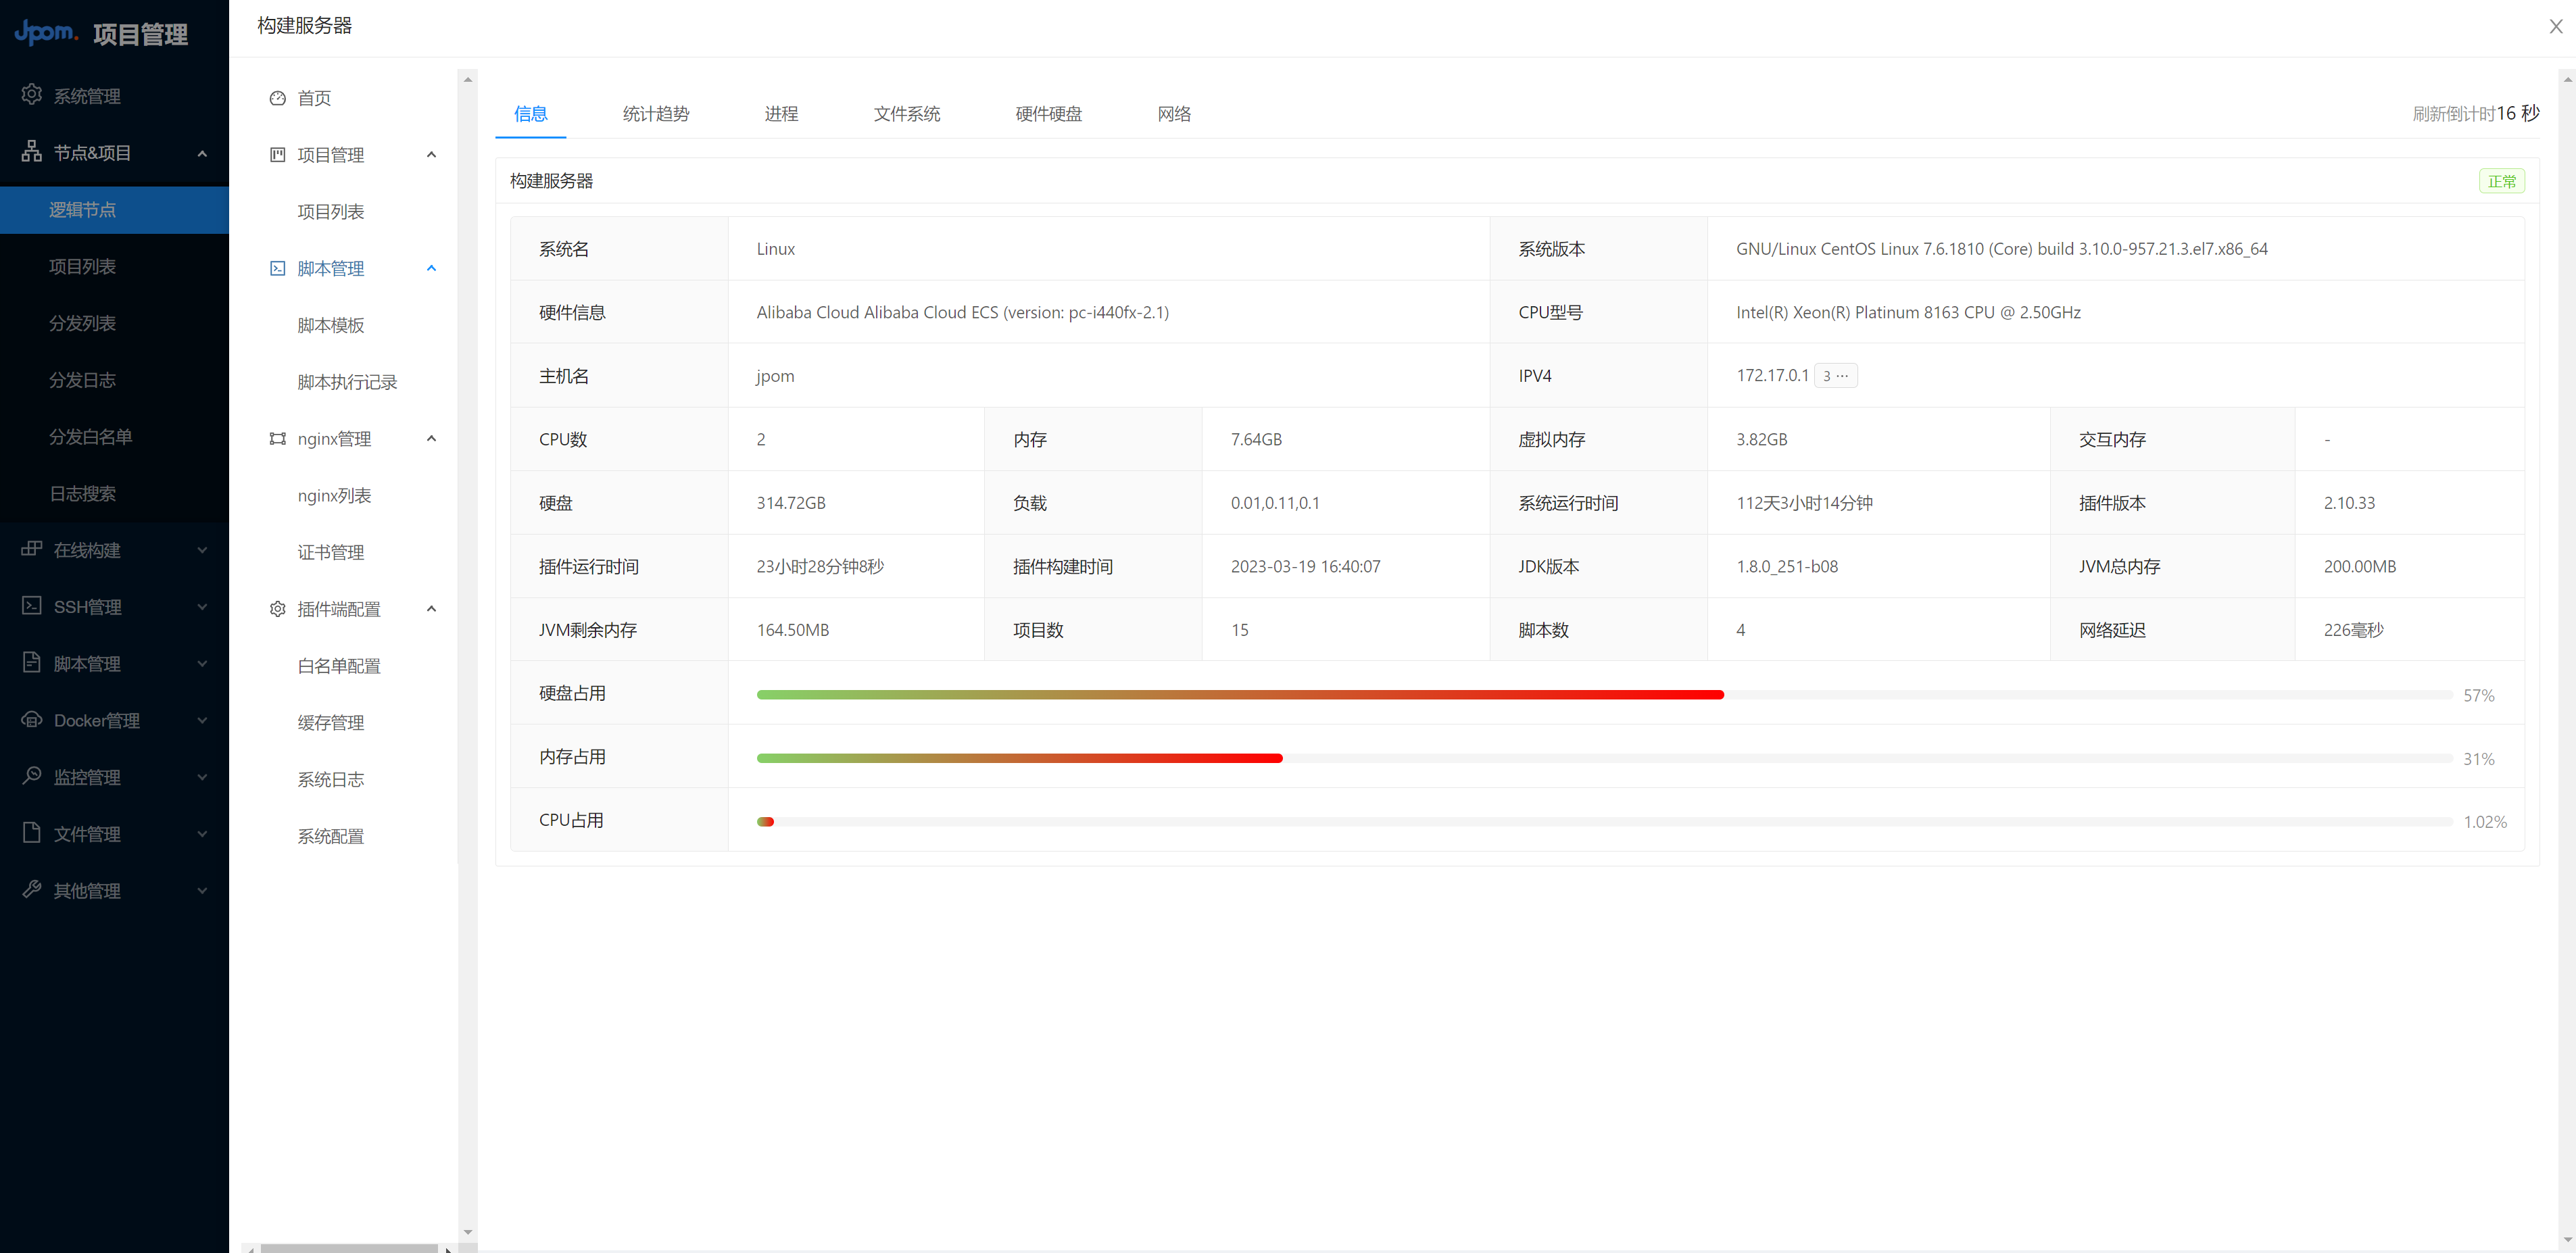 Jpom. 项目管理
系统管理
节点&项目
逻辑节点
项目列表
分发列表
分发日志
分发白名单
日志搜索
在线构建
SSH管理
脚本管理
Docker管理
监控管理
文件管理
其他管理
构建服务器
首页
项目管理
项目列表
脚本管理
脚本模板
脚本执行记录
nginx管理
nginx列表
证书管理
插件端配置
白名单配置
缓存管理
系统日志
系统配置
信息 统计趋势 进程 文件系统 硬件硬盘 网络 刷新倒计时16 秒
构建服务器 正常
系统名 Linux 系统版本 GNU/Linux CentOS Linux 7.6.1810 (Core) build 3.10.0-957.21.3.el7.x86_64
硬件信息 Alibaba Cloud Alibaba Cloud ECS (version: pc-i440fx-2.1) CPU型号 Intel(R) Xeon(R) Platinum 8163 CPU @ 2.50GHz
主机名 jpom IPV4 172.17.0.1 3 ···
CPU数 2 内存 7.64GB 虚拟内存 3.82GB 交互内存 -
硬盘 314.72GB 负载 0.01,0.11,0.1 系统运行时间 112天3小时14分钟 插件版本 2.10.33
插件运行时间 23小时28分钟8秒 插件构建时间 2023-03-19 16:40:07 JDK版本 1.8.0_251-b08 JVM总内存 200.00MB
JVM剩余内存 164.50MB 项目数 15 脚本数 4 网络延迟 226毫秒
硬盘占用 57%
内存占用 31%
CPU占用 1.02%